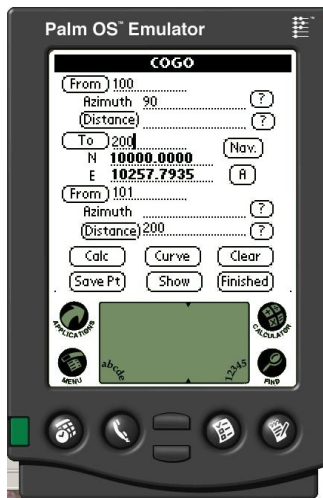 Palm OS™ Emulator
COGO
From 100
Azimuth 90 ?
Distance ?
To 200 Nav.
N 10000.0000
E 10257.7935 A
From 101
Azimuth ?
Distance 200 ?
Calc Curve Clear
Save Pt Show Finished
APPLICATIONS CALCULATOR
MENU abcde 12345 FIND